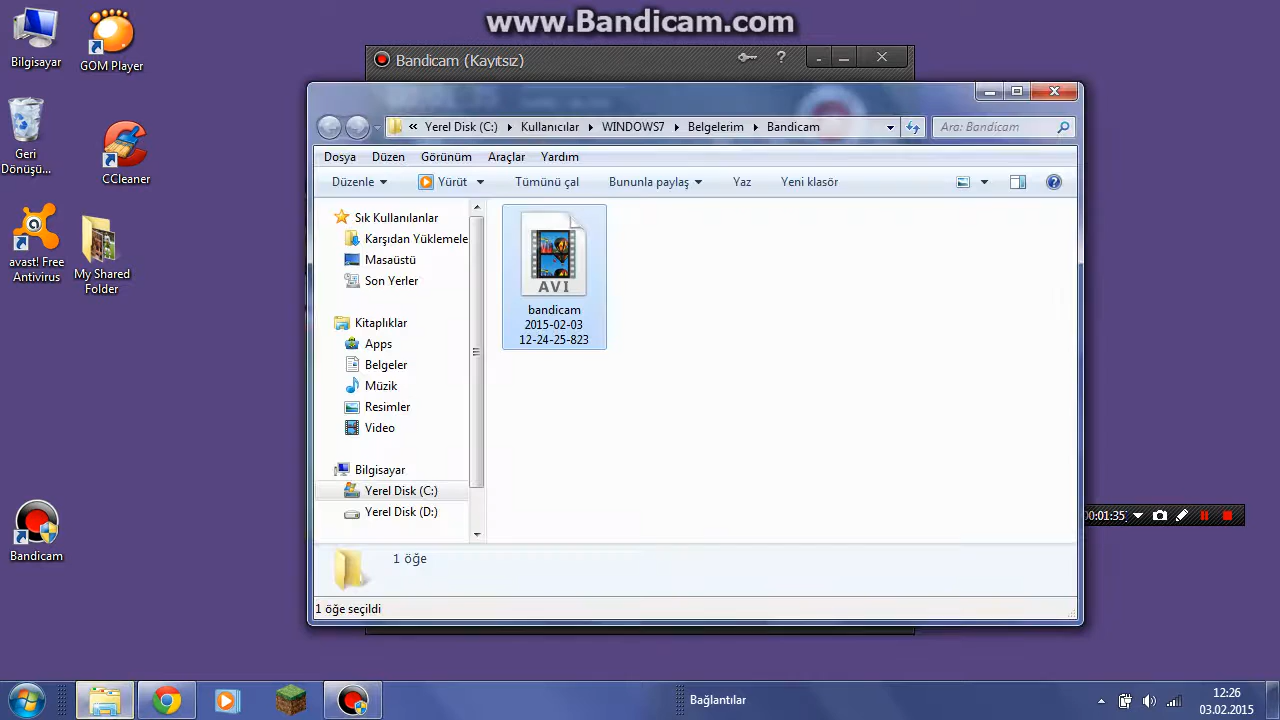 www.Bandicam.com
Bilgisayar
GOM Player
Geri
Dönüşü...
CCleaner
avast! Free
Antivirus
My Shared
Folder
Bandicam
Bandicam (Kayıtsız)
?
« Yerel Disk (C:) Kullanıcılar WINDOWS7 Belgelerim Bandicam
Ara: Bandicam
Dosya Düzen Görünüm Araçlar Yardım
Düzenle Yürüt Tümünü çal Bununla paylaş Yaz Yeni klasör
Sık Kullanılanlar
Karşıdan Yüklemele
Masaüstü
Son Yerler
Kitaplıklar
Apps
Belgeler
Müzik
Resimler
Video
Bilgisayar
Yerel Disk (C:)
Yerel Disk (D:)
AVI
bandicam
2015-02-03
12-24-25-823
1 öğe
1 öğe seçildi
00:01:35
Bağlantılar
12:26
03.02.2015